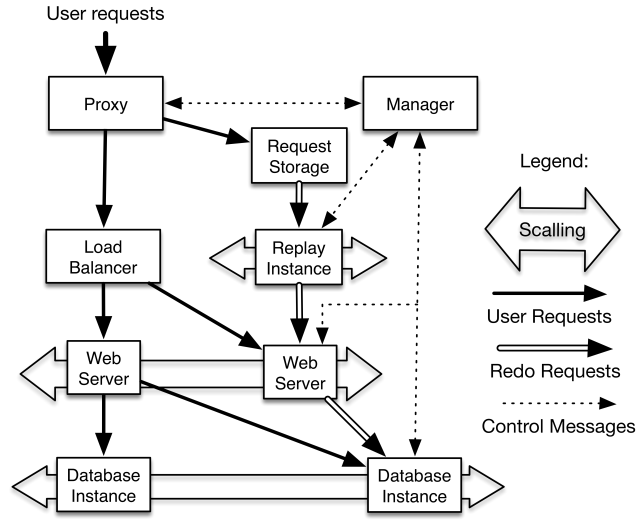 User requests
Proxy
Manager
Request
Storage
Legend:
Scalling
Load
Balancer
Replay
Instance
User Requests
Web
Server
Web
Server
Redo Requests
Control Messages
Database
Instance
Database
Instance